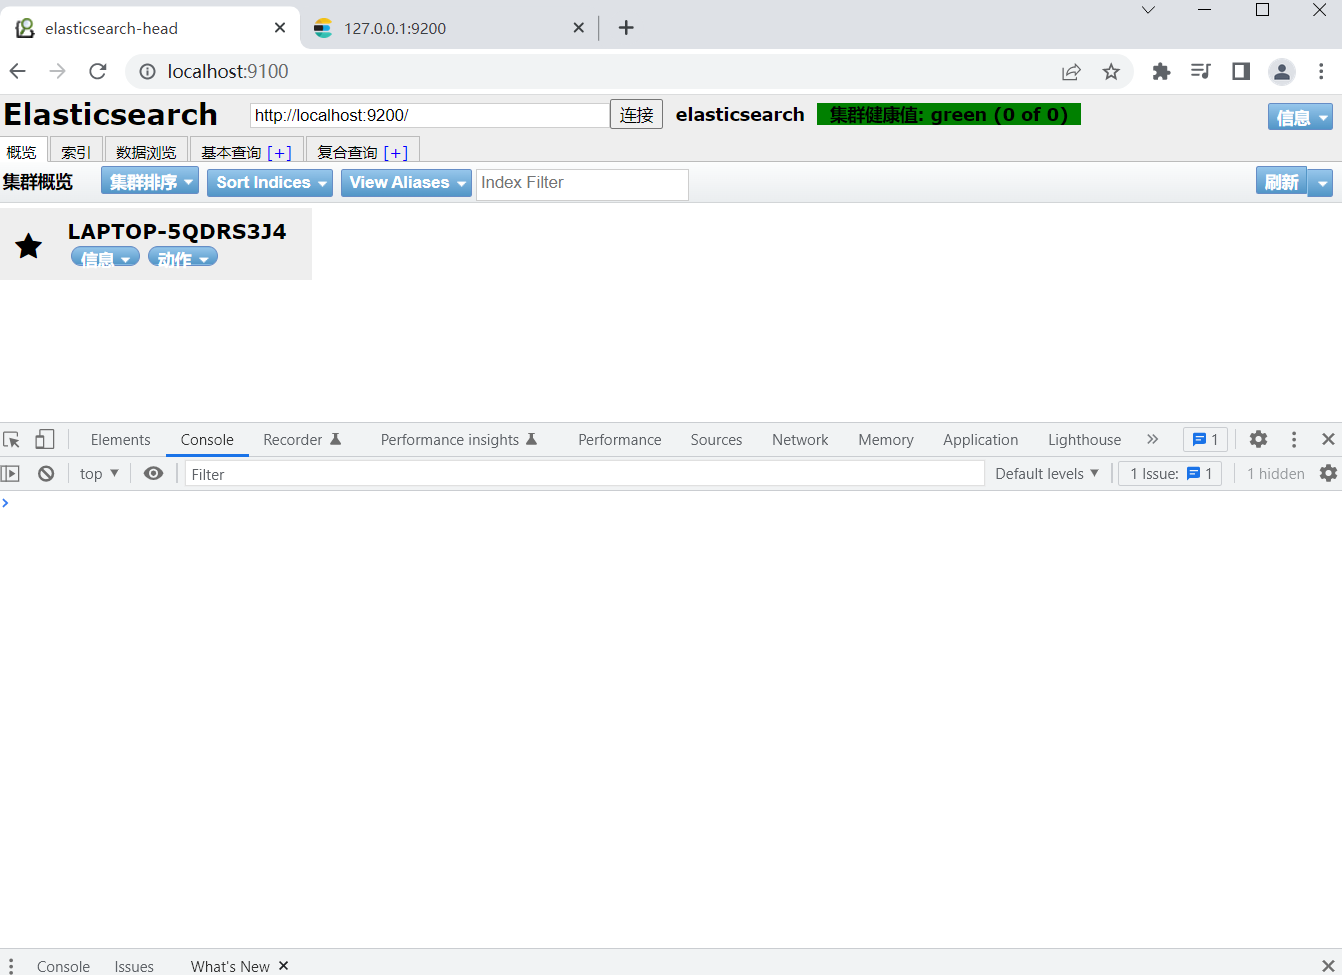 elasticsearch-head
127.0.0.1:9200
localhost:9100
Elasticsearch
http://localhost:9200/
连接
elasticsearch
集群健康值: green (0 of 0)
信息
概览
索引
数据浏览
基本查询 [+]
复合查询 [+]
集群概览
集群排序
Sort Indices
View Aliases
Index Filter
刷新
LAPTOP-5QDRS3J4
信息
动作
Elements
Console
Recorder
Performance insights
Performance
Sources
Network
Memory
Application
Lighthouse
1
top
Filter
Default levels
1 Issue:
1
1 hidden
Console
Issues
What's New